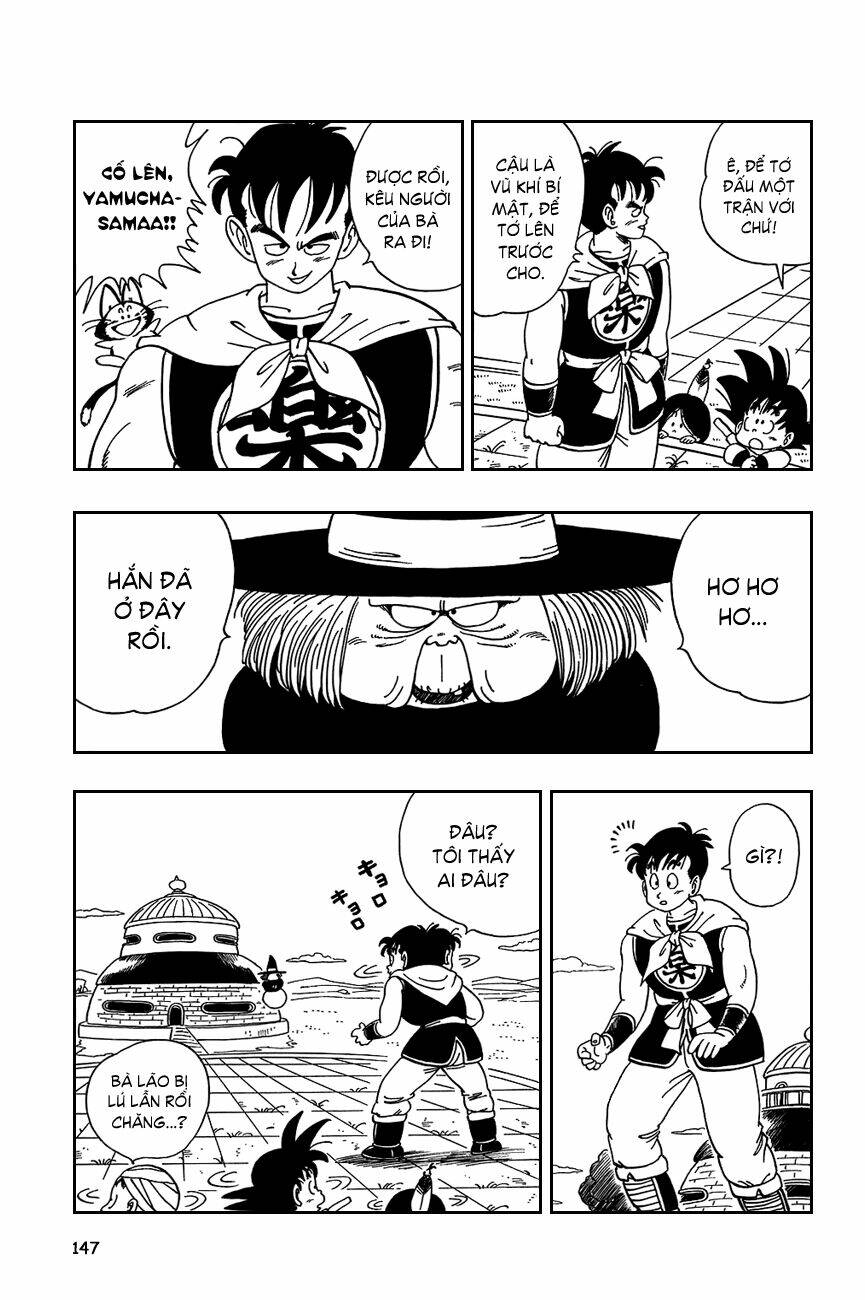 Ê, ĐỂ TỚ
ĐẤU MỘT
TRẬN VỚI
CHỨ!
CẬU LÀ
VŨ KHÍ BÍ
MẬT, ĐỂ
TỚ LÊN
TRƯỚC
CHO.
樂
ĐƯỢC RỒI,
KÊU NGƯỜI
CỦA BÀ
RA ĐI!
CỐ LÊN,
YAMUCHA-
SAMAA!!
樂
HƠ HƠ
HƠ...
HẮN ĐÃ
Ở ĐÂY
RỒI.
GÌ?!
樂
ĐÂU?
TÔI THẤY
AI ĐÂU?
キョロ
キョロ
BÀ LÃO BỊ
LÚ LẪN RỒI
CHĂNG...?
147